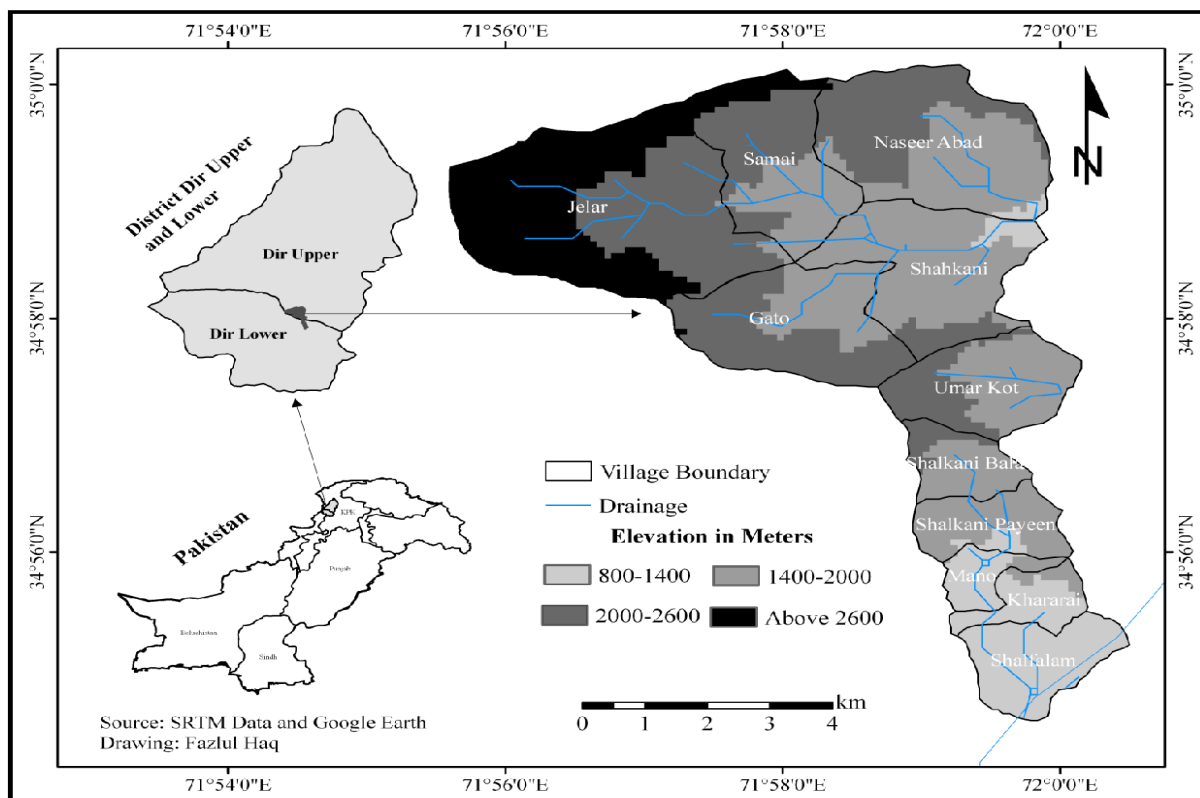 71°54'0"E 71°56'0"E 71°58'0"E 72°0'0"E
35°0'0"N
34°58'0"N
34°56'0"N
35°0'0"N
34°58'0"N
34°56'0"N
District Dir Upper
and Lower
Dir Upper
Dir Lower
Pakistan
KPK
Punjab
Balochistan
Sindh
Naseer Abad
Samai
Jelar
Shahkani
Gato
Umar Kot
Shalkani Bala
Shalkani Payeen
Mano
Khararai
Shalfalam
N
Village Boundary
Drainage
Elevation in Meters
800-1400 1400-2000
2000-2600 Above 2600
km
0 1 2 3 4
Source: SRTM Data and Google Earth
Drawing: Fazlul Haq
71°54'0"E 71°56'0"E 71°58'0"E 72°0'0"E